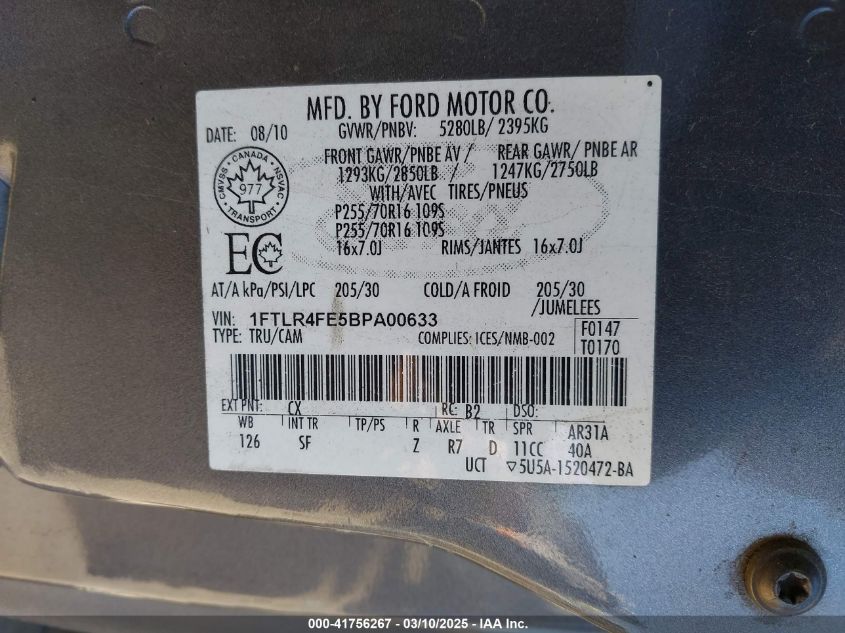 MFD. BY FORD MOTOR CO.
DATE: 08/10 GVWR/PNBV: 5280LB/ 2395KG
FRONT GAWR/PNBE AV / REAR GAWR/ PNBE AR
1293KG/2850LB / 1247KG/2750LB
WITH/AVEC TIRES/PNEUS
P255/70R16 109S
P255/70R16 109S
16x7.0J RIMS/JANTES 16x7.0J
CANADA
CMVSS NSVAC
977
TRANSPORT
EC
AT/A kPa/PSI/LPC 205/30 COLD/A FROID 205/30
/JUMELEES
VIN: 1FTLR4FE5BPA00633 F0147
TYPE: TRU/CAM COMPLIES: ICES/NMB-002 T0170
EXT PNT: CX RC: B2 DSO:
WB INT TR TP/PS R AXLE TR SPR AR31A
126 SF Z R7 D 11CC 40A
UCT ▽5U5A-1520472-BA
000-41756267 - 03/10/2025 - IAA Inc.